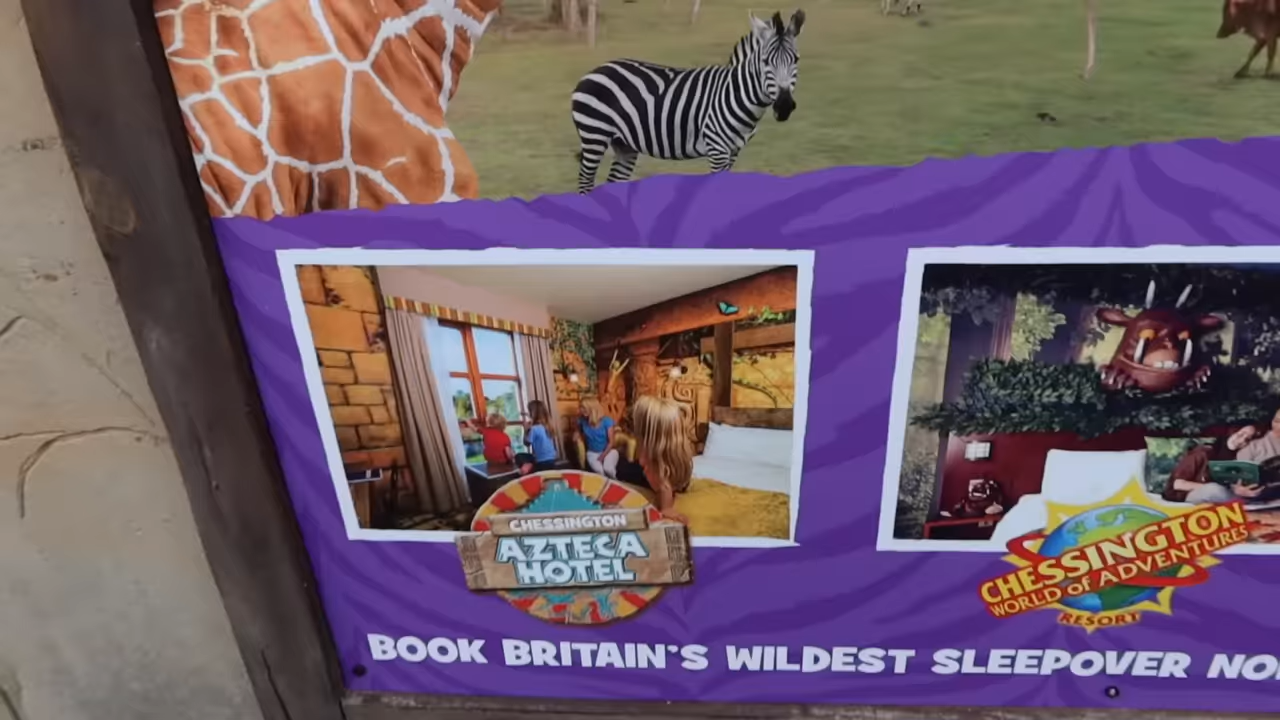 CHESSINGTON
AZTECA
HOTEL
CHESSINGTON
WORLD OF ADVENTURES
RESORT
BOOK BRITAIN'S WILDEST SLEEPOVER